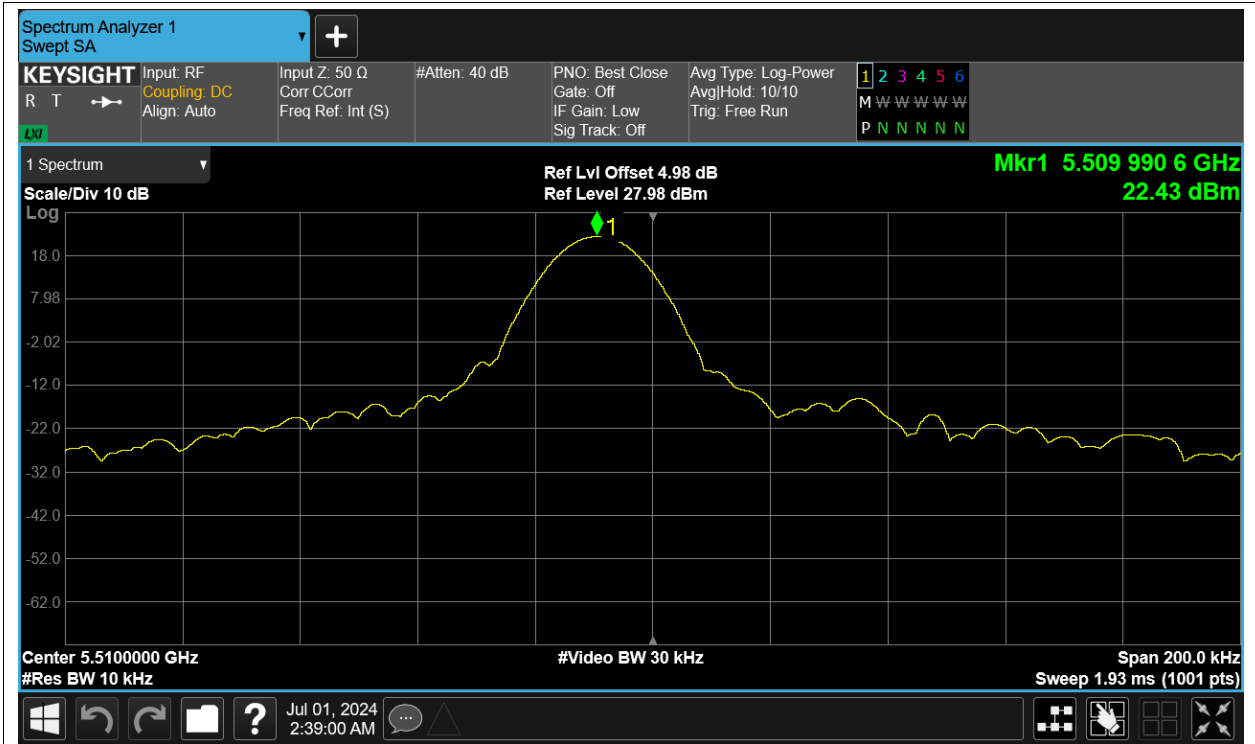 Spectrum Analyzer 1
Swept SA
KEYSIGHT
R T
LXI
Input: RF
Coupling: DC
Align: Auto
Input Z: 50 Ω
Corr CCorr
Freq Ref: Int (S)
#Atten: 40 dB
PNO: Best Close
Gate: Off
IF Gain: Low
Sig Track: Off
Avg Type: Log-Power
Avg|Hold: 10/10
Trig: Free Run
1 2 3 4 5 6
M W W W W W
P N N N N N
1 Spectrum
Scale/Div 10 dB
Log
Ref Lvl Offset 4.98 dB
Ref Level 27.98 dBm
Mkr1 5.509 990 6 GHz
22.43 dBm
1
18.0
7.98
-2.02
-12.0
-22.0
-32.0
-42.0
-52.0
-62.0
Center 5.5100000 GHz
#Res BW 10 kHz
#Video BW 30 kHz
Span 200.0 kHz
Sweep 1.93 ms (1001 pts)
?
Jul 01, 2024
2:39:00 AM